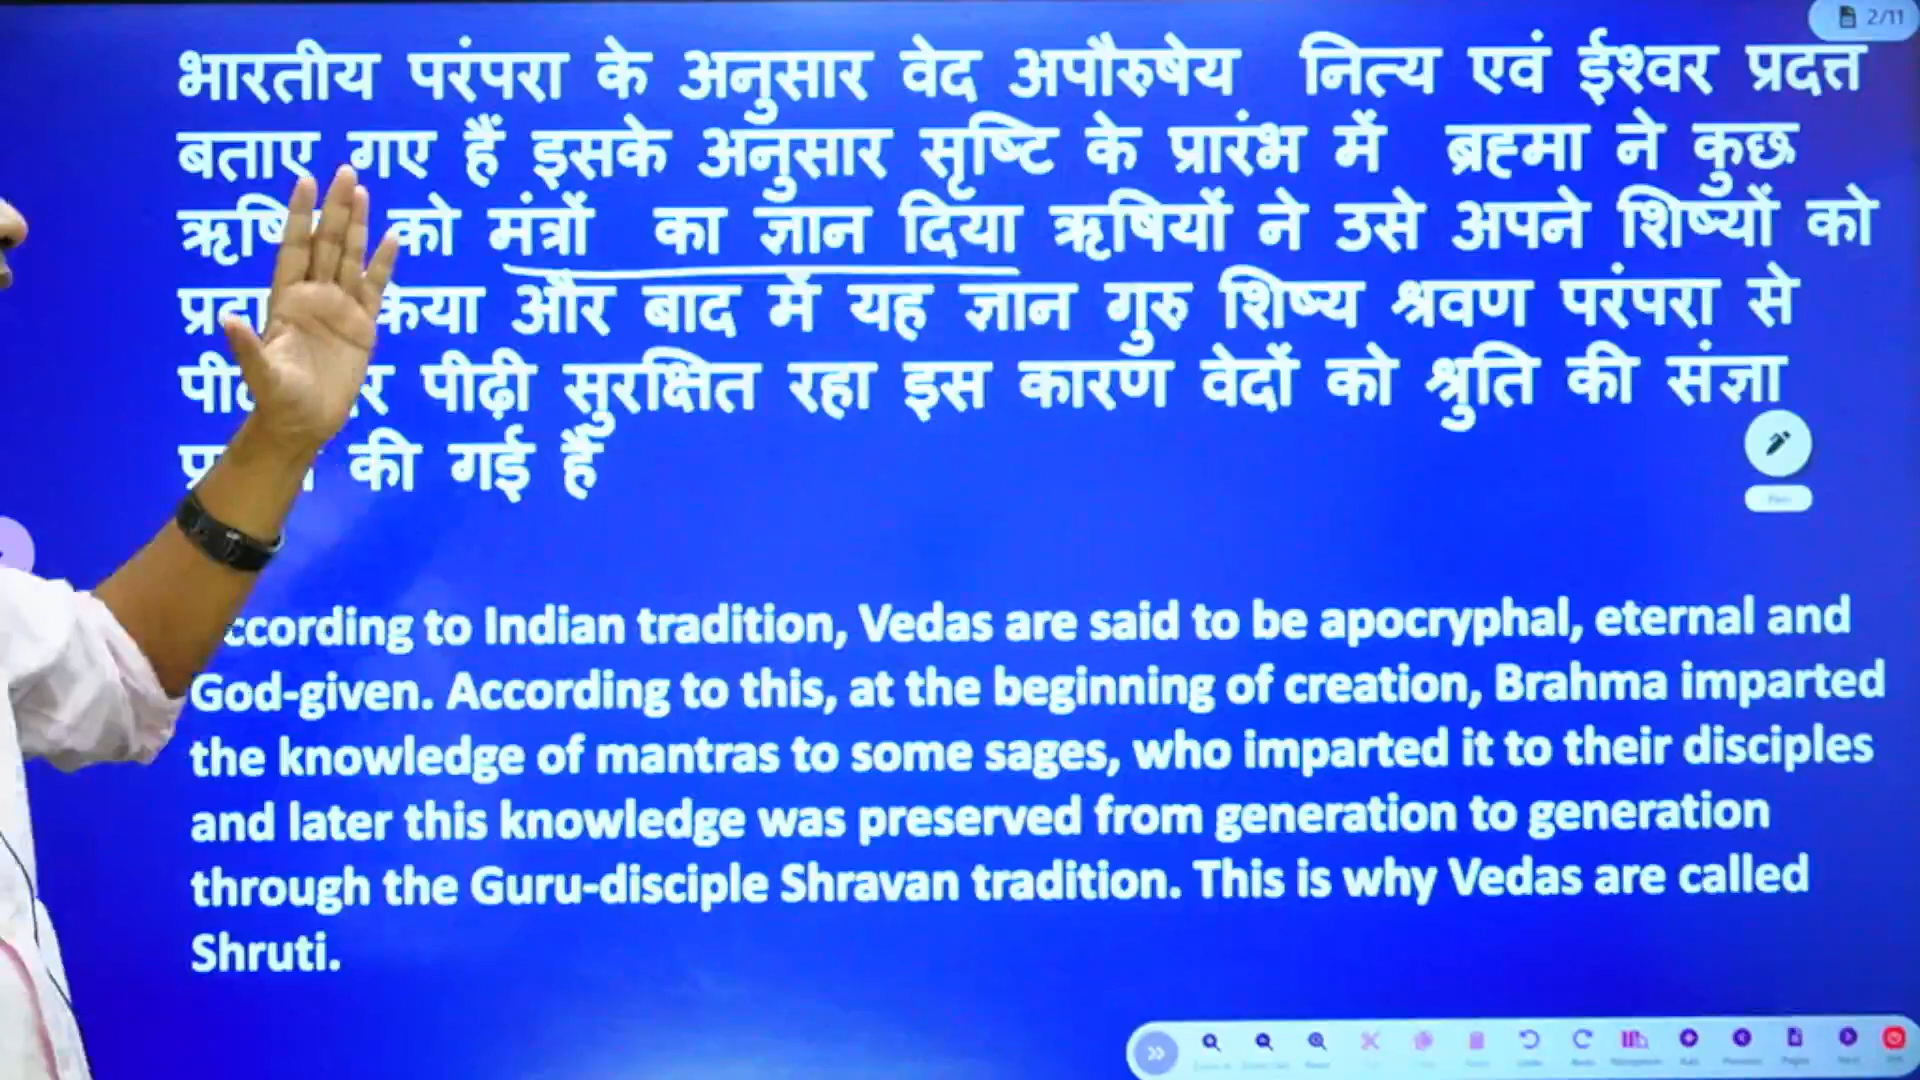 2/11
भारतीय परंपरा के अनुसार वेद अपौरुषेय नित्य एवं ईश्वर प्रदत्त
बताए गए हैं इसके अनुसार सृष्टि के प्रारंभ में ब्रह्मा ने कुछ
को मंत्रों का ज्ञान दिया ऋषियों ने उसे अपने शिष्यों को
और बाद में यह ज्ञान गुरु शिष्य श्रवण परंपरा से
पीढ़ी सुरक्षित रहा इस कारण वेदों को श्रुति की संज्ञा
की गई हैं
Pen
ccording to Indian tradition, Vedas are said to be apocryphal, eternal and
God-given. According to this, at the beginning of creation, Brahma imparted
the knowledge of mantras to some sages, who imparted it to their disciples
and later this knowledge was preserved from generation to generation
through the Guru-disciple Shravan tradition. This is why Vedas are called
Shruti.